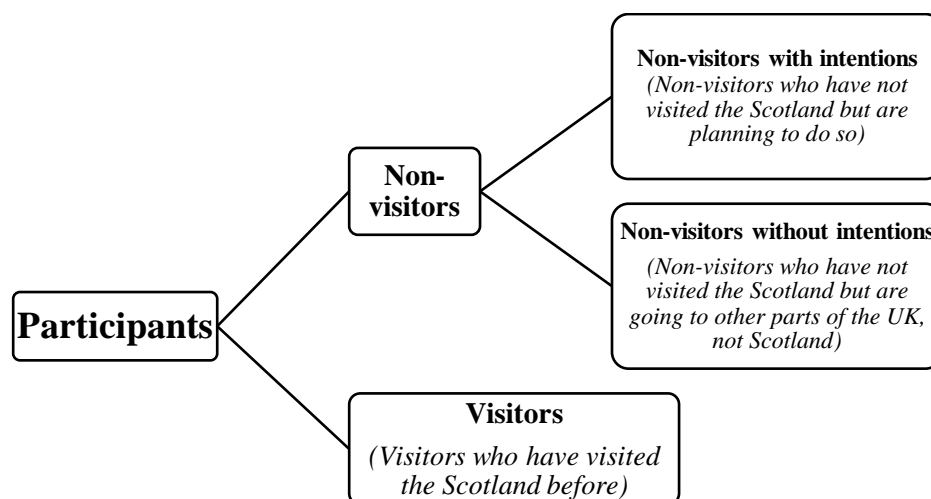 Participants
Non-
visitors
Non-visitors with intentions
(Non-visitors who have not
visited the Scotland but are
planning to do so)
Non-visitors without intentions
(Non-visitors who have not
visited the Scotland but are
going to other parts of the UK,
not Scotland)
Visitors
(Visitors who have visited
the Scotland before)